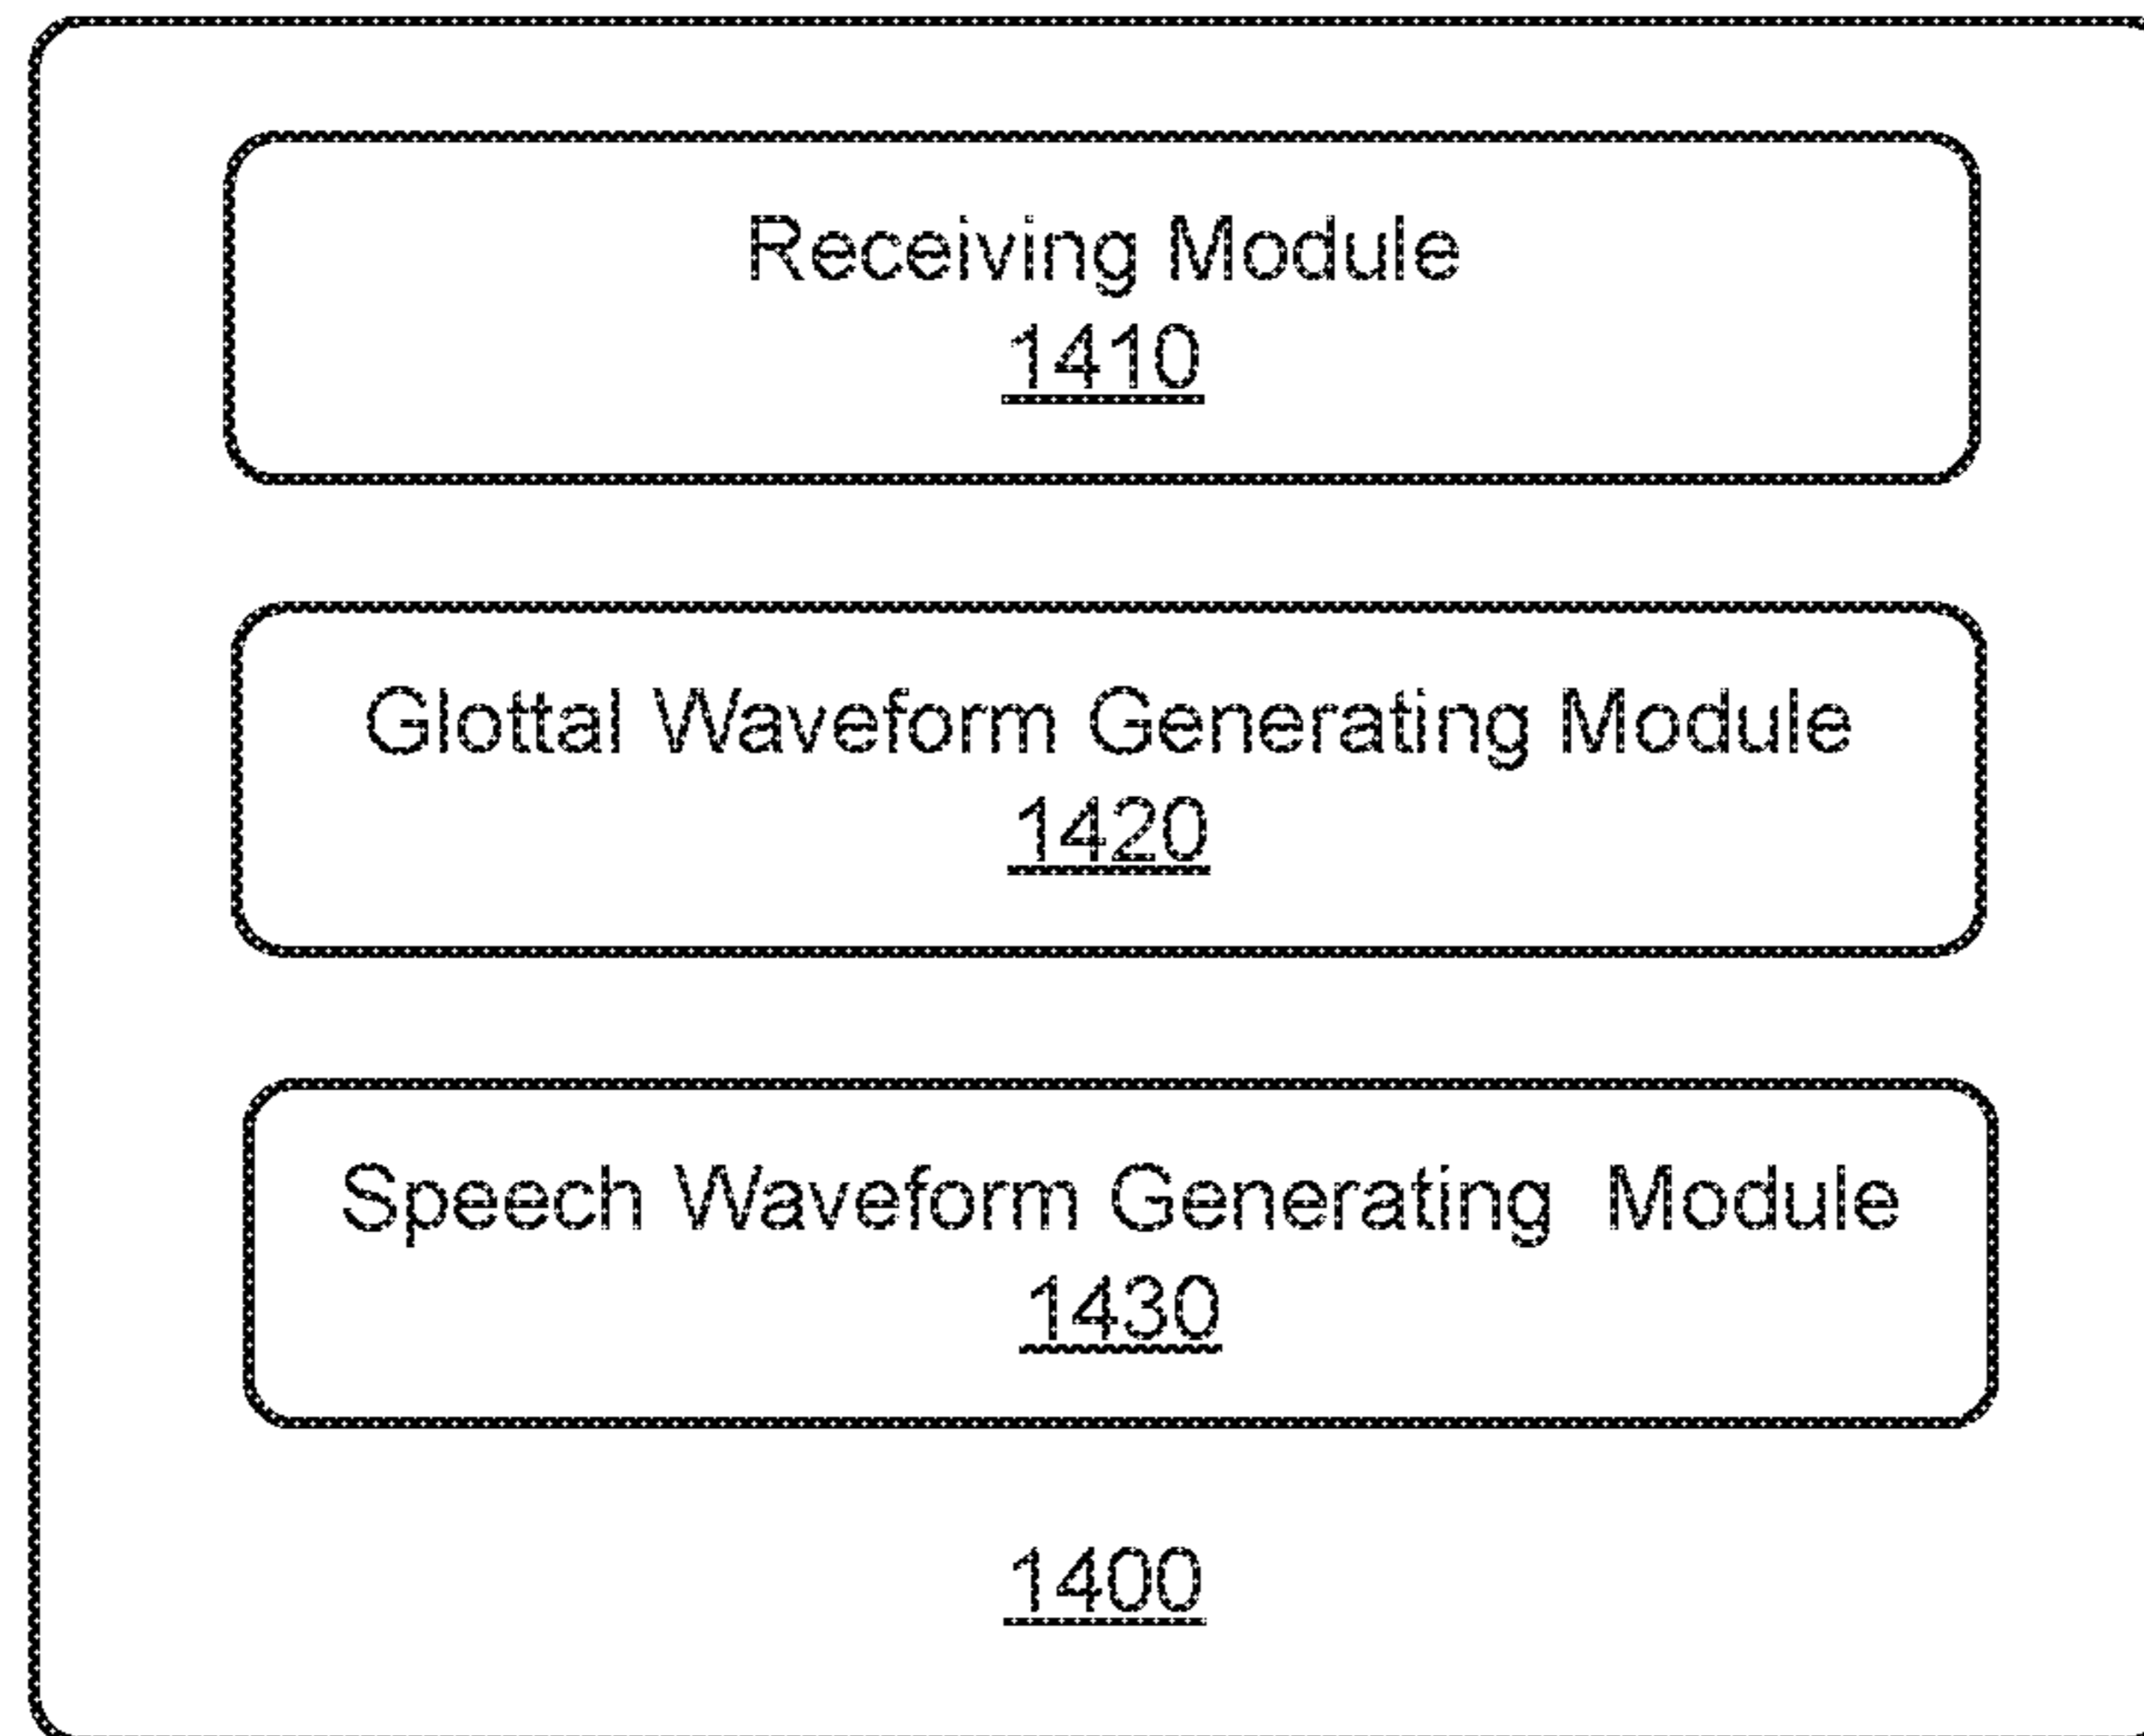 Receiving Module
1410
Glottal Waveform Generating Module
1420
Speech Waveform Generating Module
1430
1400